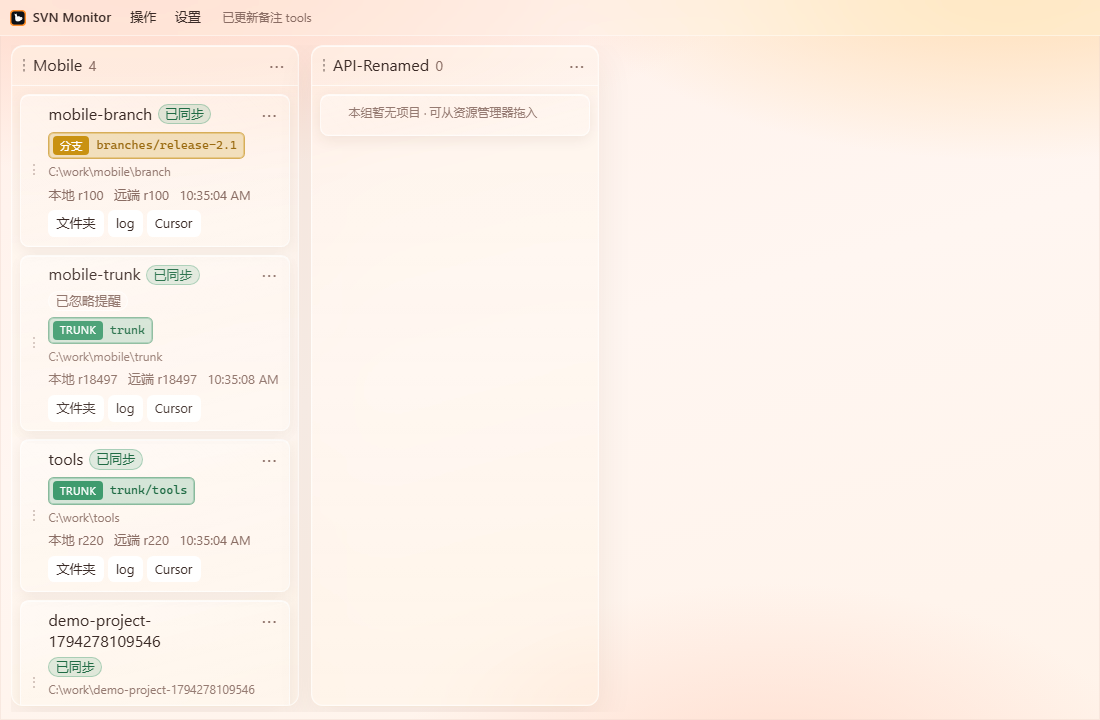 SVN Monitor 操作 设置 已更新备注 tools
Mobile 4 ...
mobile-branch 已同步 ...
分支 branches/release-2.1
C:\work\mobile\branch
本地 r100 远端 r100 10:35:04 AM
文件夹 log Cursor
mobile-trunk 已同步 ...
已忽略提醒
TRUNK trunk
C:\work\mobile\trunk
本地 r18497 远端 r18497 10:35:08 AM
文件夹 log Cursor
tools 已同步 ...
TRUNK trunk/tools
C:\work\tools
本地 r220 远端 r220 10:35:04 AM
文件夹 log Cursor
demo-project- ...
1794278109546
已同步
C:\work\demo-project-1794278109546
API-Renamed 0 ...
本组暂无项目 · 可从资源管理器拖入